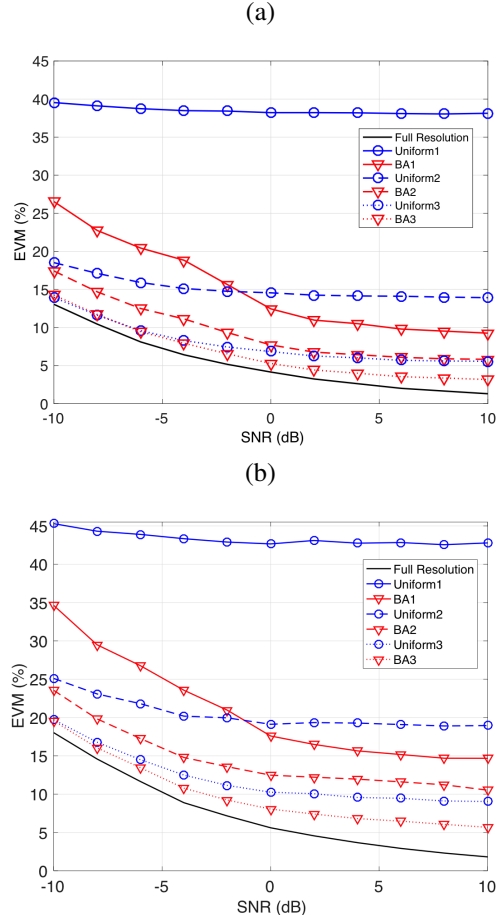 (a)
45
40
35
30
25
20
15
10
5
0
EVM (%)
Full Resolution
Uniform1
BA1
Uniform2
BA2
Uniform3
BA3
-10
-5
0
5
10
SNR (dB)
(b)
45
40
35
30
25
20
15
10
5
0
EVM (%)
Full Resolution
Uniform1
BA1
Uniform2
BA2
Uniform3
BA3
-10
-5
0
5
10
SNR (dB)